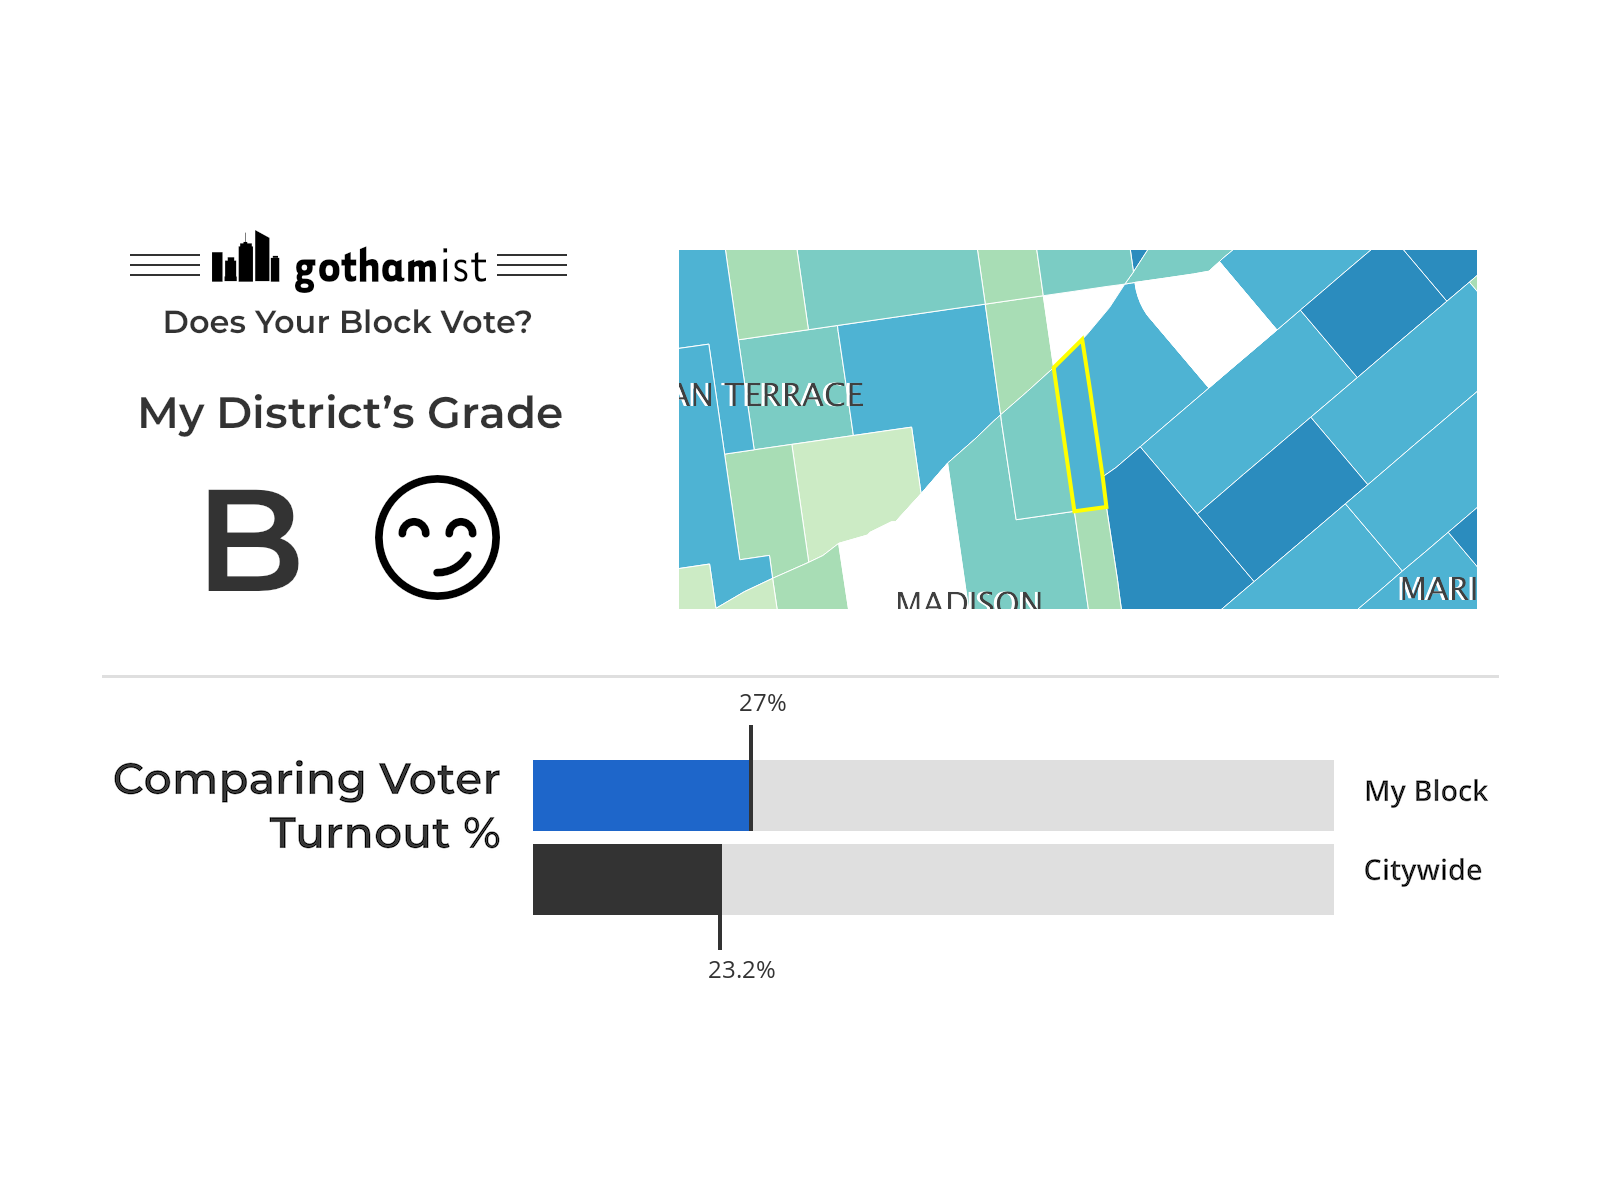 gothamist
Does Your Block Vote?
My District’s Grade
B
AN TERRACE
MADISON
MARI
27%
Comparing Voter
Turnout %
My Block
Citywide
23.2%